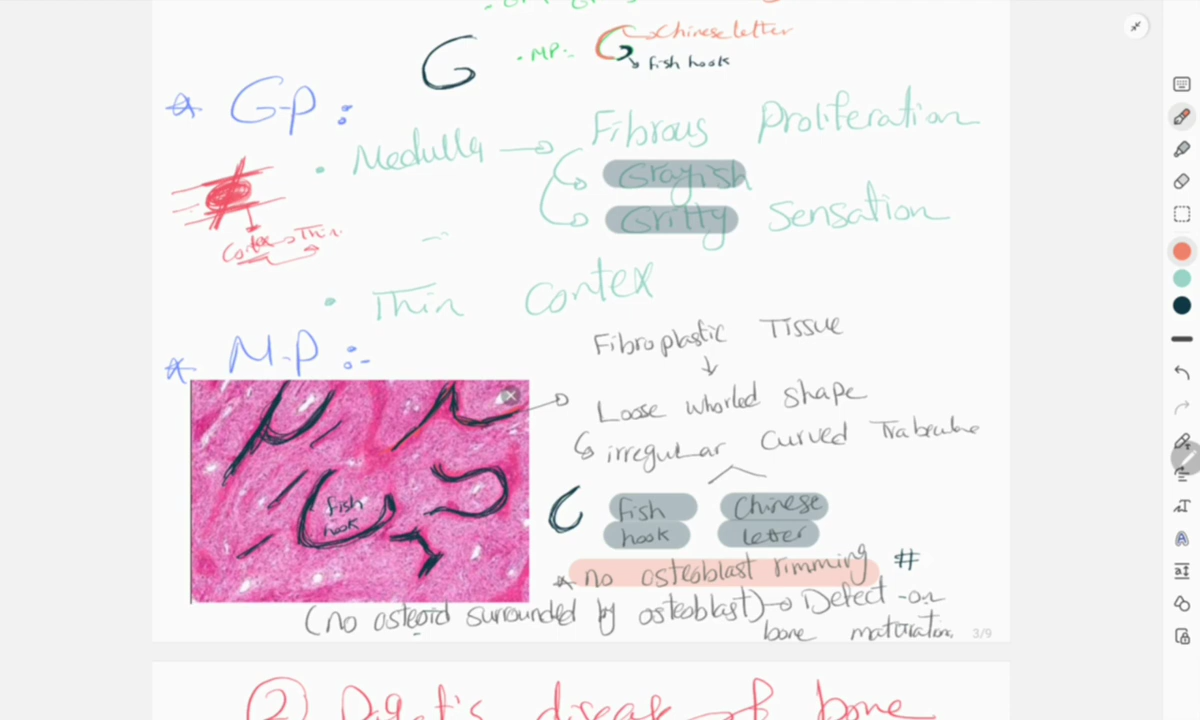 Chinese letter
• MP:-
fish hook
G-P :
• Medulla → Fibrous Proliferation
Grayish
Gritty Sensation
Cortex → Thin
• Thin Cortex
M-P :-
Fibroplastic Tissue
Loose whorled shape
irregular curved Trabeculae
fish hook
fish hook
Chinese letter
* no osteoblast rimming #
(no osteoid surrounded by osteoblast) → Defect on
bone maturation
3/9
② Paget's disease of bone